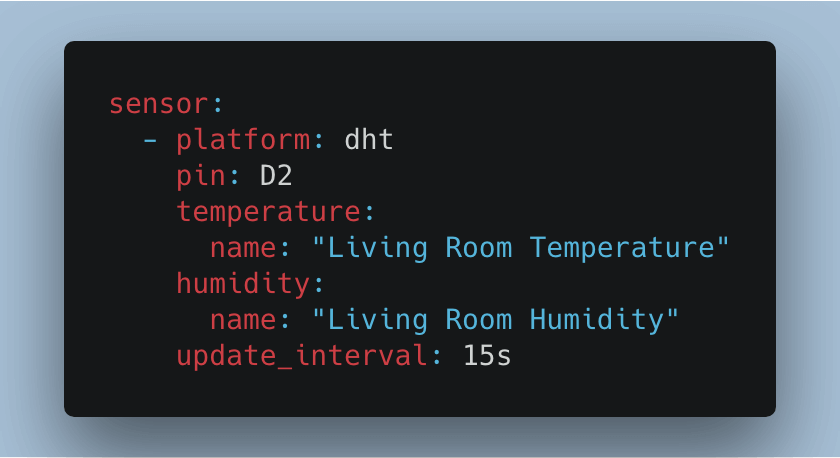 sensor:
  - platform: dht
    pin: D2
    temperature:
      name: "Living Room Temperature"
    humidity:
      name: "Living Room Humidity"
    update_interval: 15s